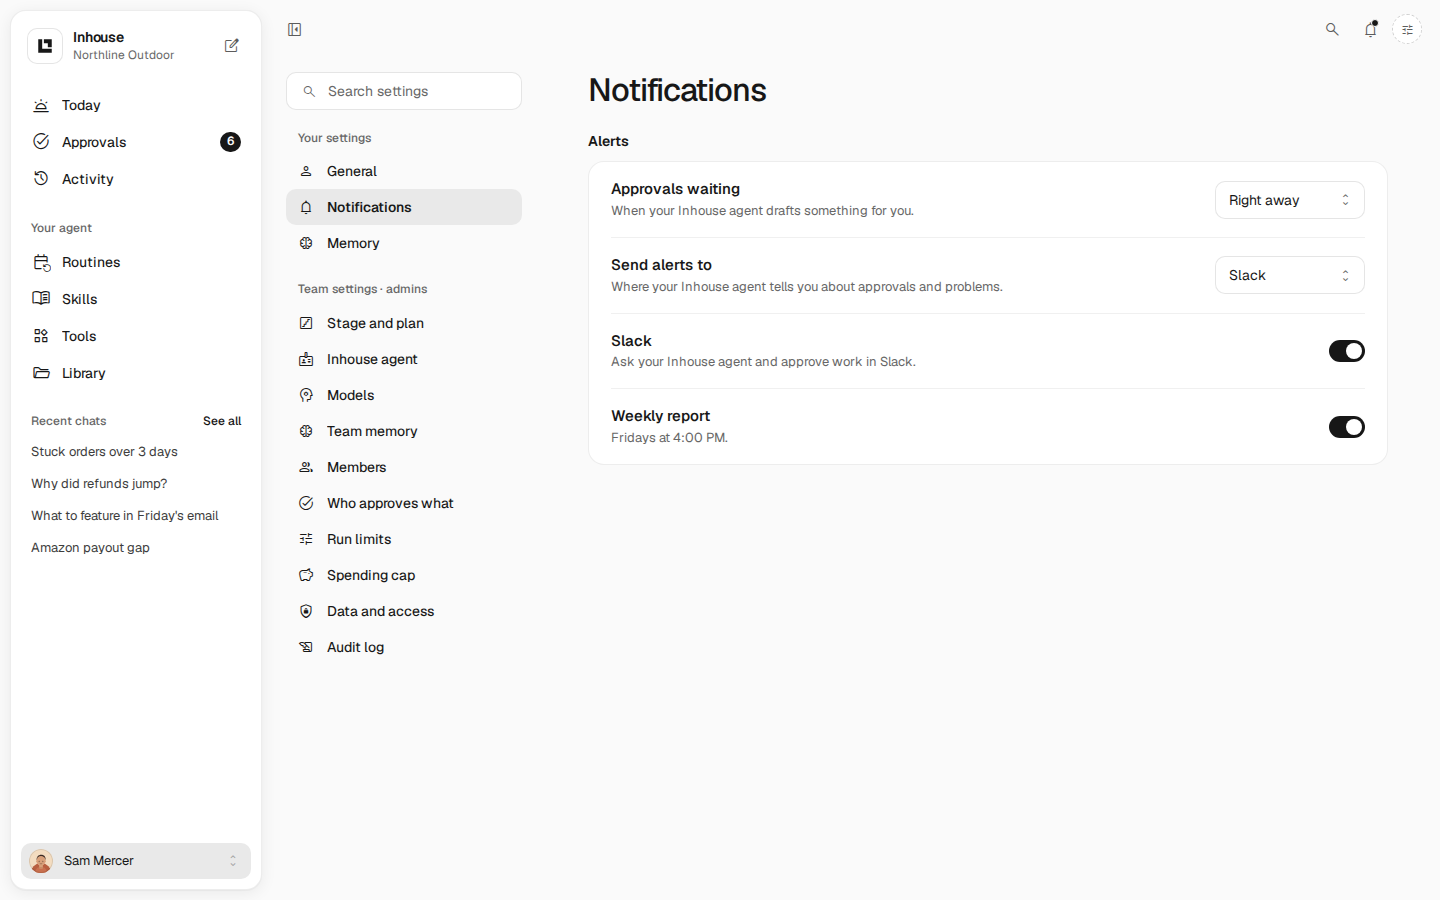 Inhouse
Northline Outdoor
Today
Approvals
6
Activity
Your agent
Routines
Skills
Tools
Library
Recent chats
See all
Stuck orders over 3 days
Why did refunds jump?
What to feature in Friday's email
Amazon payout gap
Sam Mercer
Search settings
Your settings
General
Notifications
Memory
Team settings · admins
Stage and plan
Inhouse agent
Models
Team memory
Members
Who approves what
Run limits
Spending cap
Data and access
Audit log
Notifications
Alerts
Approvals waiting
When your Inhouse agent drafts something for you.
Right away
Send alerts to
Where your Inhouse agent tells you about approvals and problems.
Slack
Slack
Ask your Inhouse agent and approve work in Slack.
Weekly report
Fridays at 4:00 PM.